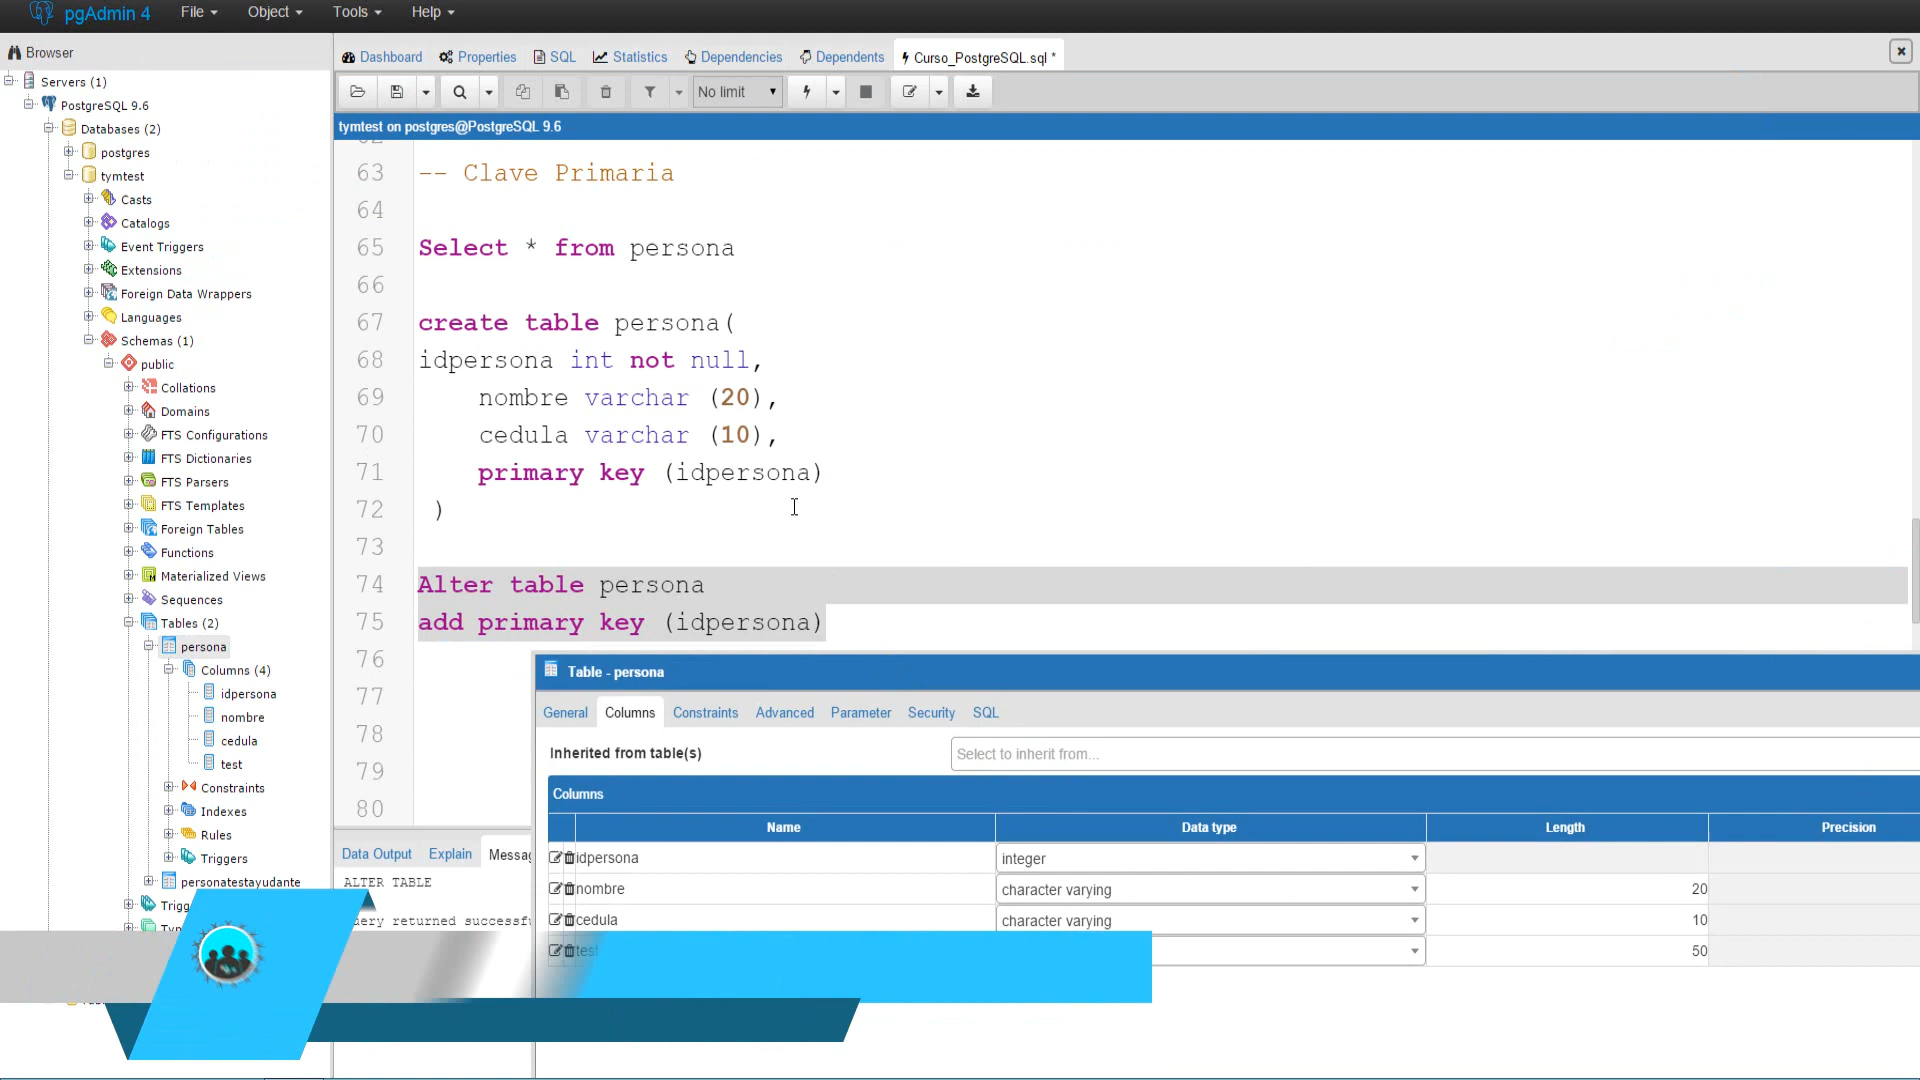 pgAdmin 4
File
Object
Tools
Help
Browser
Servers (1)
PostgreSQL 9.6
Databases (2)
postgres
tymtest
Casts
Catalogs
Event Triggers
Extensions
Foreign Data Wrappers
Languages
Schemas (1)
public
Collations
Domains
FTS Configurations
FTS Dictionaries
FTS Parsers
FTS Templates
Foreign Tables
Functions
Materialized Views
Sequences
Tables (2)
persona
Columns (4)
idpersona
nombre
cedula
test
Constraints
Indexes
Rules
Triggers
personatestayudante
Dashboard
Properties
SQL
Statistics
Dependencies
Dependents
Curso_PostgreSQL.sql *
No limit
tymtest on postgres@PostgreSQL 9.6
63 -- Clave Primaria
64
65 Select * from persona
66
67 create table persona(
68 idpersona int not null,
69 nombre varchar (20),
70 cedula varchar (10),
71 primary key (idpersona)
72 )
73
74 Alter table persona
75 add primary key (idpersona)
76
77
78
79
80
Data Output
Explain
ALTER TABLE
returned
Table - persona
General
Columns
Constraints
Advanced
Parameter
Security
SQL
Inherited from table(s)
Select to inherit from...
Columns
Name
Data type
Length
Precision
idpersona
integer
nombre
character varying
20
cedula
character varying
10
50